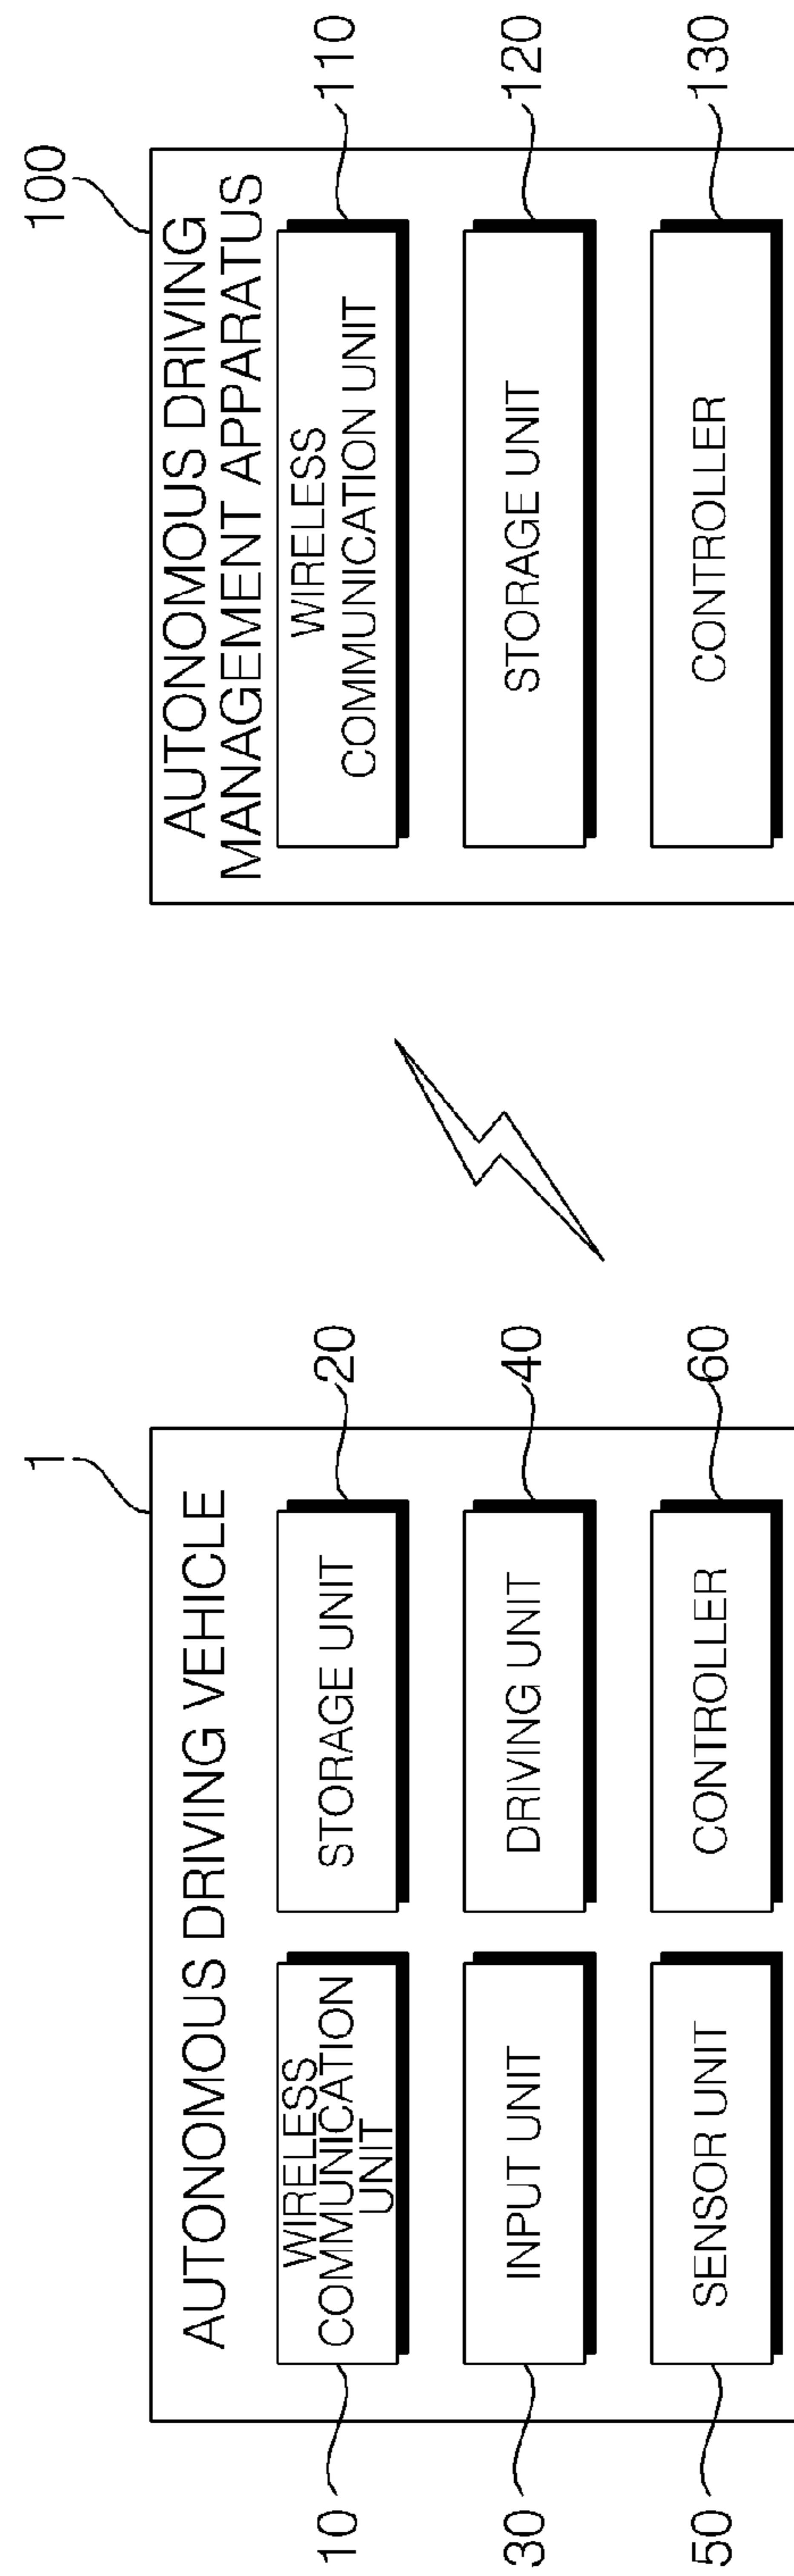 1
AUTONOMOUS DRIVING VEHICLE
10
WIRELESS
COMMUNICATION
UNIT
STORAGE UNIT
20
30
INPUT UNIT
DRIVING UNIT
40
50
SENSOR UNIT
CONTROLLER
60
100
AUTONOMOUS DRIVING
MANAGEMENT APPARATUS
WIRELESS
COMMUNICATION UNIT
110
STORAGE UNIT
120
CONTROLLER
130